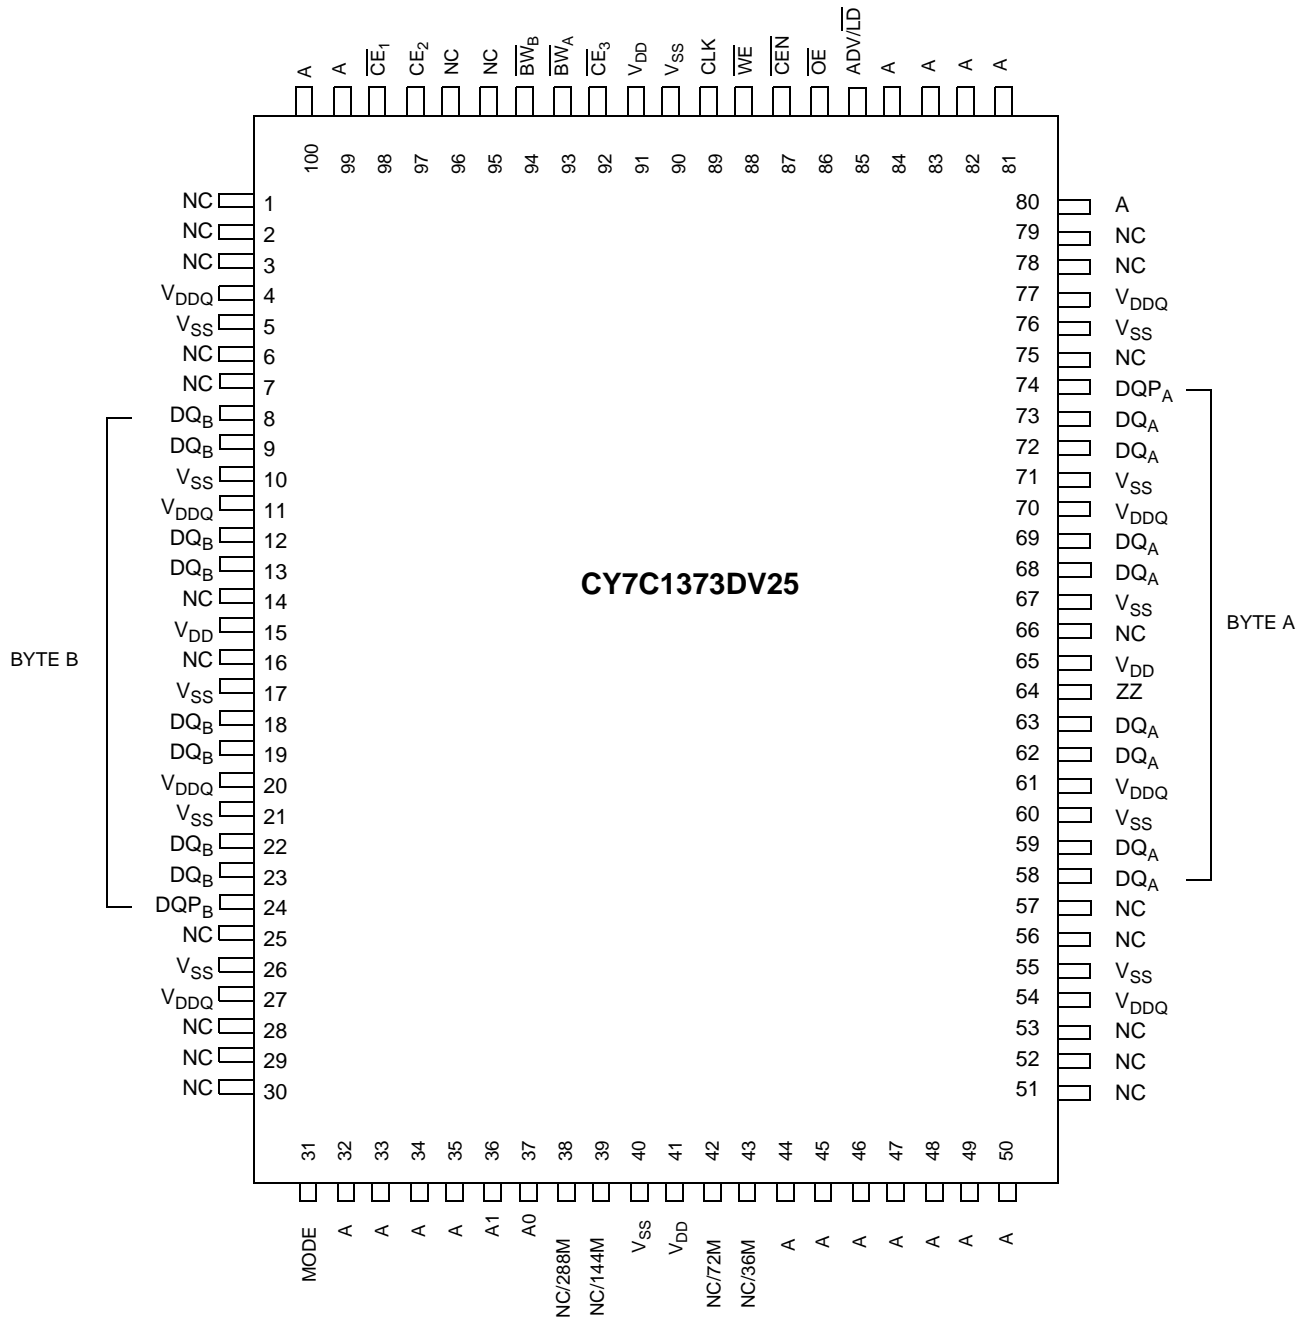 A A CE1 CE2 NC NC BWB BWA CE3 VDD VSS CLK WE CEN OE ADV/LD A A A A
100 99 98 97 96 95 94 93 92 91 90 89 88 87 86 85 84 83 82 81
NC 1 80 A
NC 2 79 NC
NC 3 78 NC
VDDQ 4 77 VDDQ
VSS 5 76 VSS
NC 6 75 NC
NC 7 74 DQPA
DQB 8 73 DQA
DQB 9 72 DQA
VSS 10 71 VSS
VDDQ 11 70 VDDQ
DQB 12 69 DQA
DQB 13 68 DQA
CY7C1373DV25
NC 14 67 VSS
BYTE A
VDD 15 66 NC
BYTE B
NC 16 65 VDD
VSS 17 64 ZZ
DQB 18 63 DQA
DQB 19 62 DQA
VDDQ 20 61 VDDQ
VSS 21 60 VSS
DQB 22 59 DQA
DQB 23 58 DQA
DQPB 24 57 NC
NC 25 56 NC
VSS 26 55 VSS
VDDQ 27 54 VDDQ
NC 28 53 NC
NC 29 52 NC
NC 30 51 NC
31 32 33 34 35 36 37 38 39 40 41 42 43 44 45 46 47 48 49 50
MODE A A A A A1 A0 NC/288M NC/144M VSS VDD NC/72M NC/36M A A A A A A A